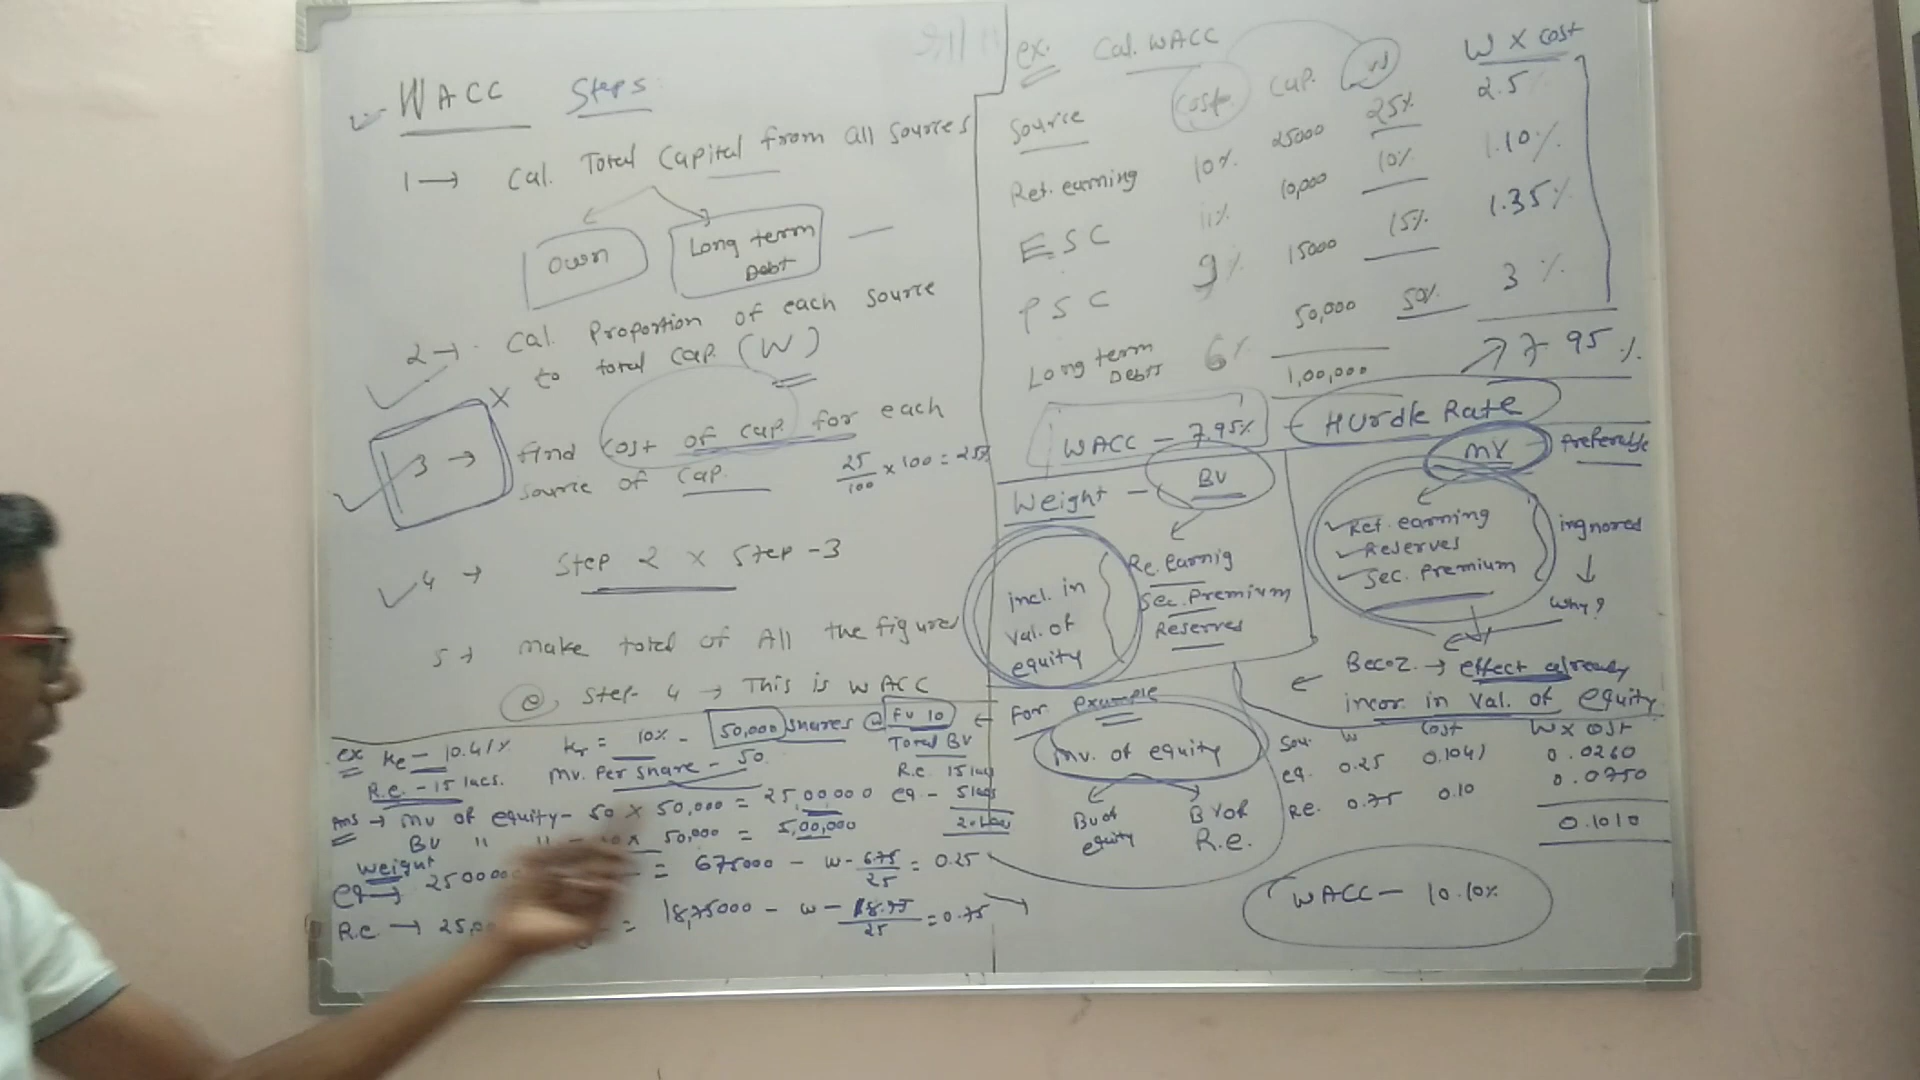 WACC Steps
1 → Cal. Total Capital from all sources
own
Long term Debt
2 → Cal. Proportion of each source
to total cap. (W)
X
3 → find cost of cap. for each
source of cap.
25/100 x 100 = 25%
4 → Step 2 x Step -3
5 → Make total of All the figures
@ Step- 4 → This is WACC
ex. Cal. WACC
Source Cost Cap. W W x Cost
Ret. earning 10% 25000 25% 2.5%
ESC 11% 10,000 10% 1.10%
PSC 9% 15000 15% 1.35%
Long term Debts 6% 50,000 50% 3%
1,00,000 7.95%
WACC - 7.95% - Hurdle Rate
Weight - BV
Re. Earnig
Sec. Premium
Reserves
incl. in
Val. of
equity
MV - Preferable
Ret. earning
Reserves
Sec. Premium
ingnored
Why?
Becoz. → effect already
incor in val. of equity.
ex Ke - 10.41% Kr = 10% - 50,000 shares @ FV 10 ← For example
R.e. - 15 lacs. Mv. Per share - 50
Total BV
R.e. 15 lacs
eq - 5 lacs
Ans → mv of equity - 50 x 50,000 = 25,00,000
BV " " - 10 x 50,000 = 5,00,000
Weight
= 675000 - W - 6.75/25 = 0.25
= 18,75000 - W - 18.75/25 = 0.75
Mv. of equity
Bv of equity
BV of R.e.
Sou. W Cost W x Cost
eq. 0.25 0.1041 0.0260
Re. 0.75 0.10 0.0750
0.1010
WACC - 10.10%